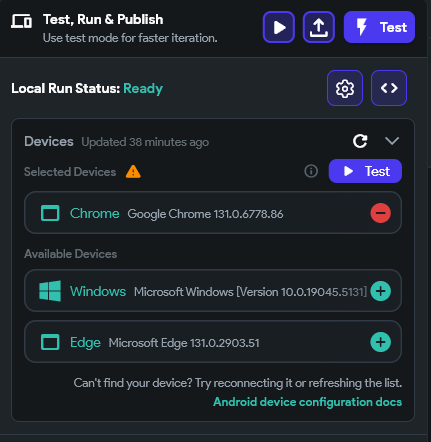 Test, Run & Publish
Use test mode for faster iteration.
Test
Local Run Status: Ready
Devices Updated 38 minutes ago
Selected Devices
Test
Chrome Google Chrome 131.0.6778.86
Available Devices
Windows Microsoft Windows [Version 10.0.19045.5131]
Edge Microsoft Edge 131.0.2903.51
Can't find your device? Try reconnecting it or refreshing the list.
Android device configuration docs